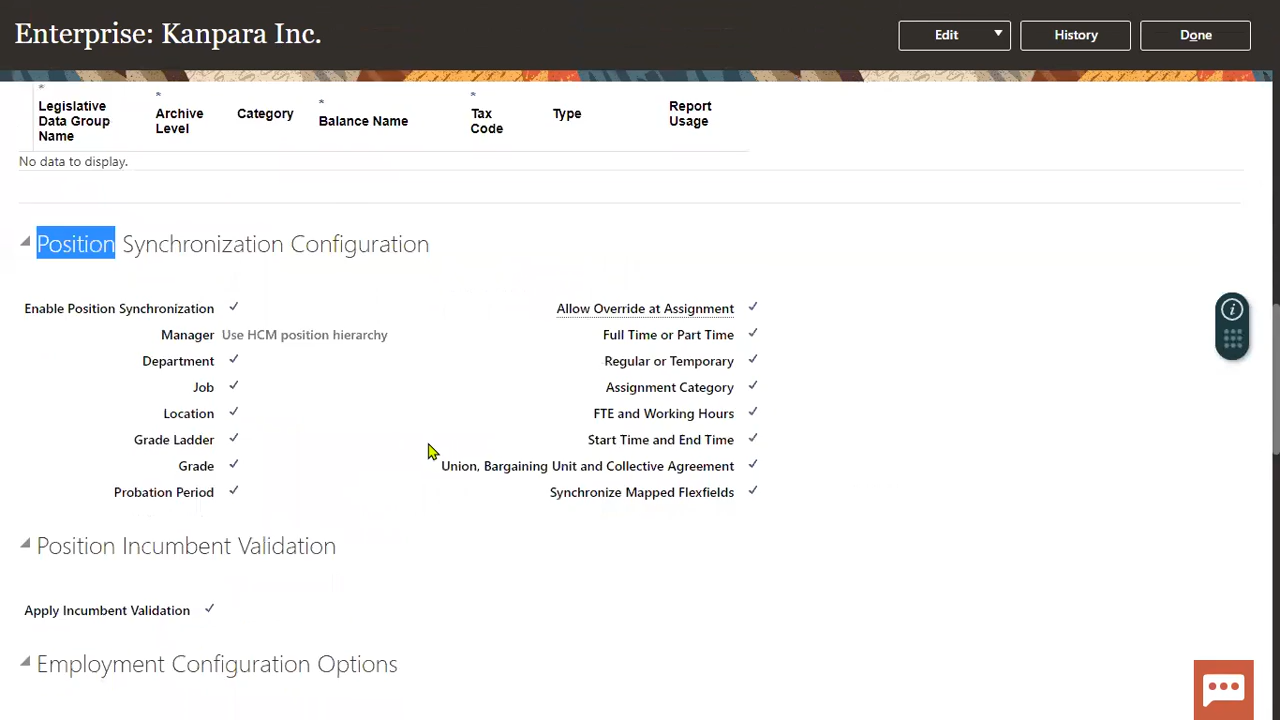 Enterprise: Kanpara Inc.
Edit
History
Done
* Legislative Data Group Name
* Archive Level
Category
* Balance Name
* Tax Code
Type
Report Usage
No data to display.
Position Synchronization Configuration
Enable Position Synchronization ✓
Manager Use HCM position hierarchy
Department ✓
Job ✓
Location ✓
Grade Ladder ✓
Grade ✓
Probation Period ✓
Allow Override at Assignment ✓
Full Time or Part Time ✓
Regular or Temporary ✓
Assignment Category ✓
FTE and Working Hours ✓
Start Time and End Time ✓
Union, Bargaining Unit and Collective Agreement ✓
Synchronize Mapped Flexfields ✓
Position Incumbent Validation
Apply Incumbent Validation ✓
Employment Configuration Options